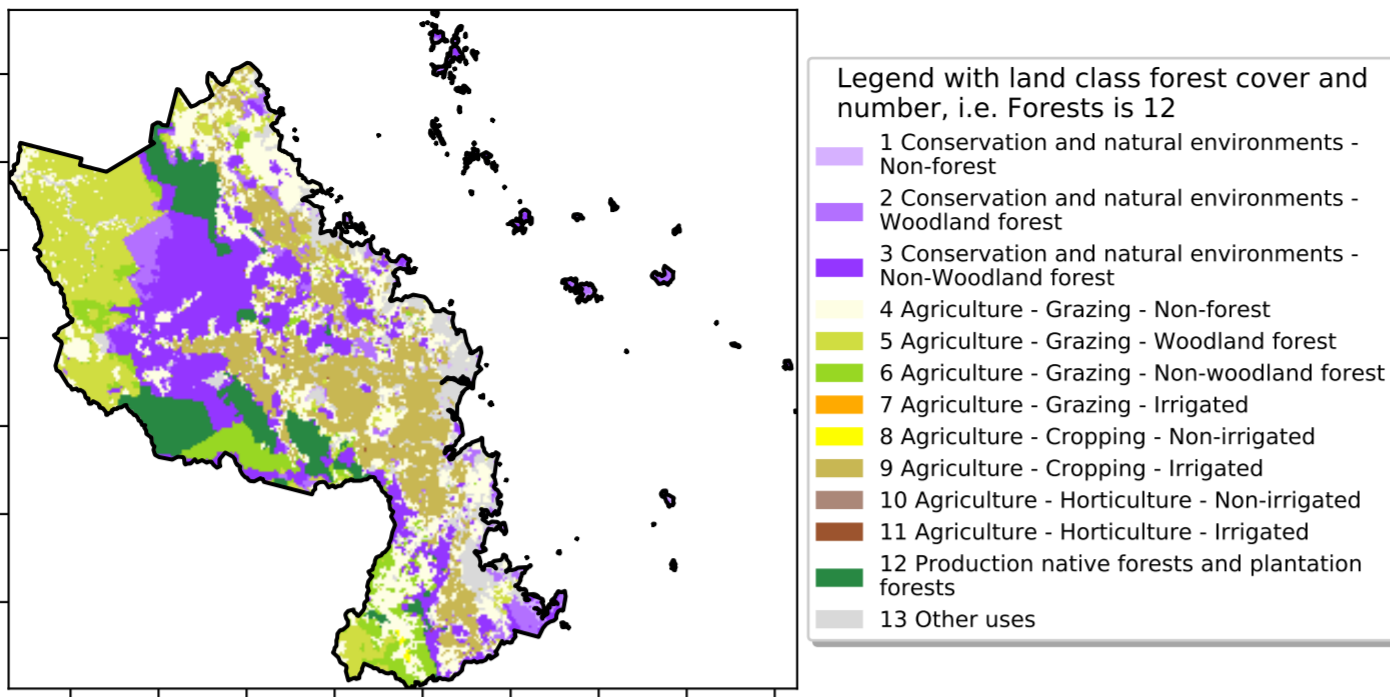 Legend with land class forest cover and
number, i.e. Forests is 12
1 Conservation and natural environments -
Non-forest
2 Conservation and natural environments -
Woodland forest
3 Conservation and natural environments -
Non-Woodland forest
4 Agriculture - Grazing - Non-forest
5 Agriculture - Grazing - Woodland forest
6 Agriculture - Grazing - Non-woodland forest
7 Agriculture - Grazing - Irrigated
8 Agriculture - Cropping - Non-irrigated
9 Agriculture - Cropping - Irrigated
10 Agriculture - Horticulture - Non-irrigated
11 Agriculture - Horticulture - Irrigated
12 Production native forests and plantation
forests
13 Other uses